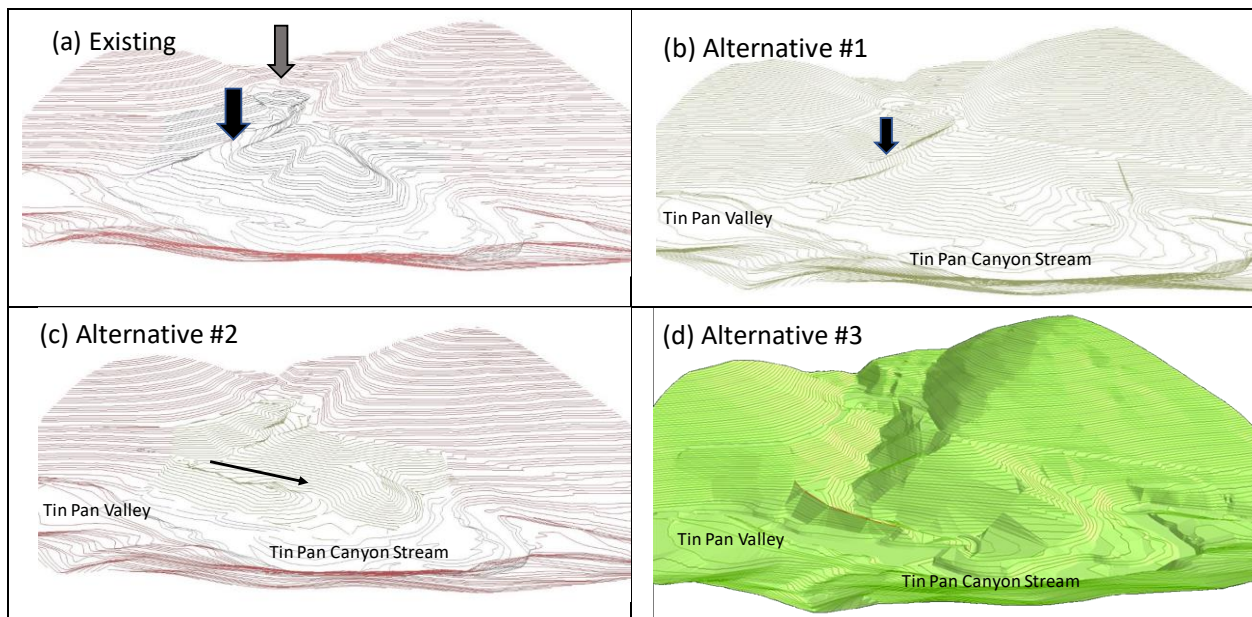 (a) Existing
(b) Alternative #1
Tin Pan Valley
Tin Pan Canyon Stream
(c) Alternative #2
Tin Pan Valley
Tin Pan Canyon Stream
(d) Alternative #3
Tin Pan Valley
Tin Pan Canyon Stream